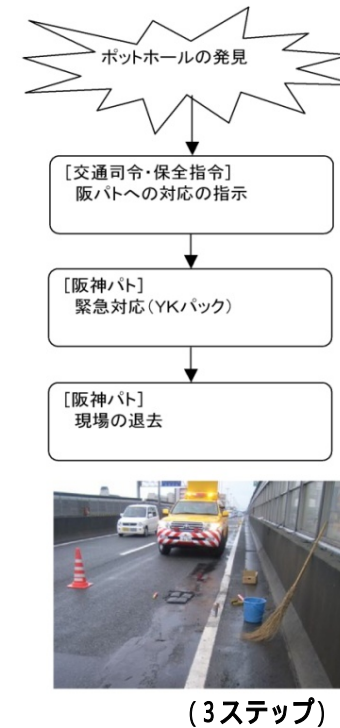 ポットホールの発見
[交通司令・保全指令]
阪パトへの対応の指示
[阪神パト]
緊急対応(YKパック)
[阪神パト]
現場の退去
(3ステップ)